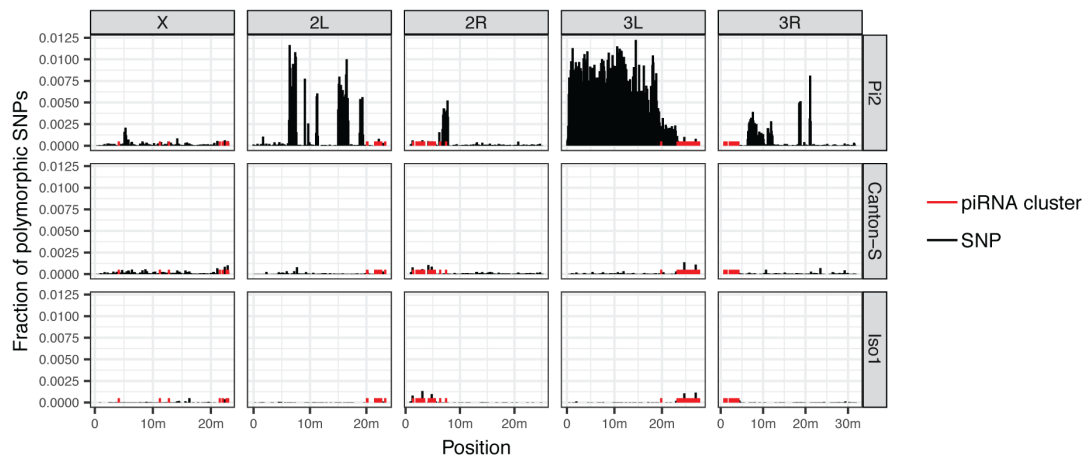 X 2L 2R 3L 3R
0.0125
0.0100
0.0075
0.0050
0.0025
0.0000
Pi2
0.0125
0.0100
0.0075
0.0050
0.0025
0.0000
Canton-S
0.0125
0.0100
0.0075
0.0050
0.0025
0.0000
Iso1
Fraction of polymorphic SNPs
0 10m 20m 0 10m 20m 0 10m 20m 0 10m 20m 0 10m 20m 30m
Position
piRNA cluster
SNP